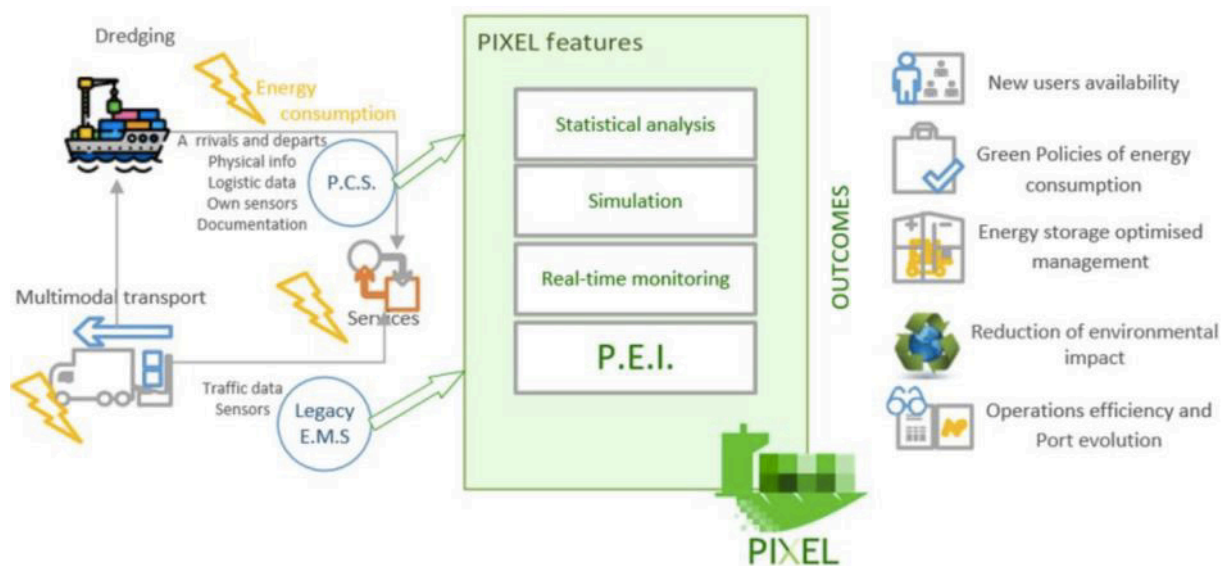 Dredging
Energy
consumption
A rrivals and departs
Physical info
Logistic data
Own sensors
Documentation
P.C.S.
Multimodal transport
Services
Traffic data
Sensors
Legacy
E.M.S
PIXEL features
Statistical analysis
Simulation
Real-time monitoring
P.E.I.
PIXEL
OUTCOMES
New users availability
Green Policies of energy
consumption
Energy storage optimised
management
Reduction of environmental
impact
Operations efficiency and
Port evolution